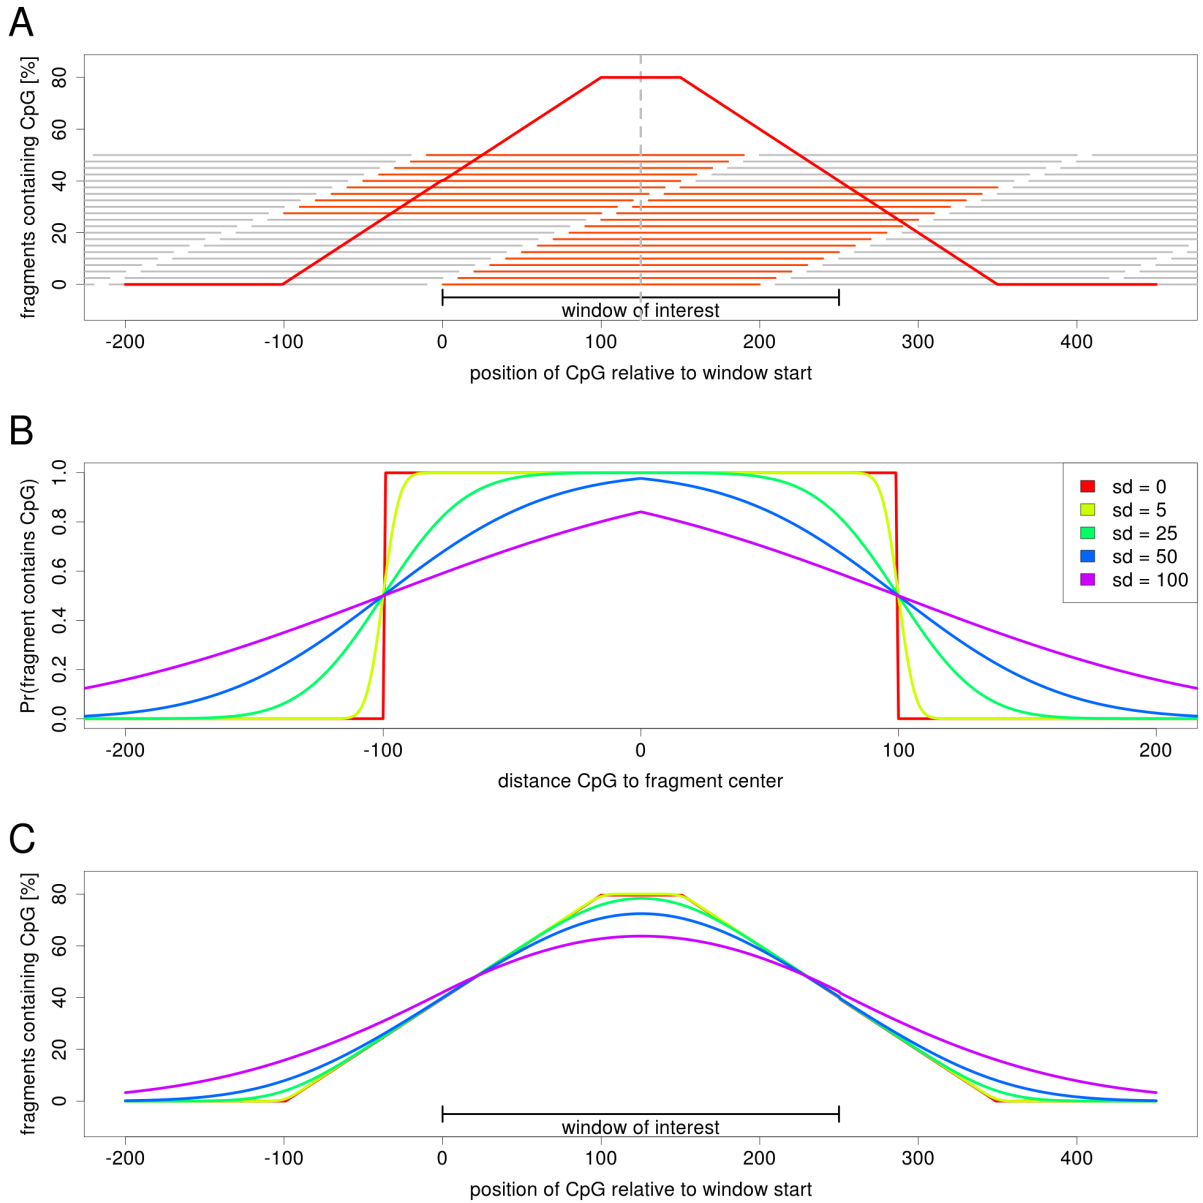 A
fragments containing CpG [%]
80
60
40
20
0
window of interest
-200 -100 0 100 200 300 400
position of CpG relative to window start
B
Pr(fragment contains CpG)
1.0
0.8
0.6
0.4
0.2
0.0
sd = 0
sd = 5
sd = 25
sd = 50
sd = 100
-200 -100 0 100 200
distance CpG to fragment center
C
fragments containing CpG [%]
80
60
40
20
0
window of interest
-200 -100 0 100 200 300 400
position of CpG relative to window start